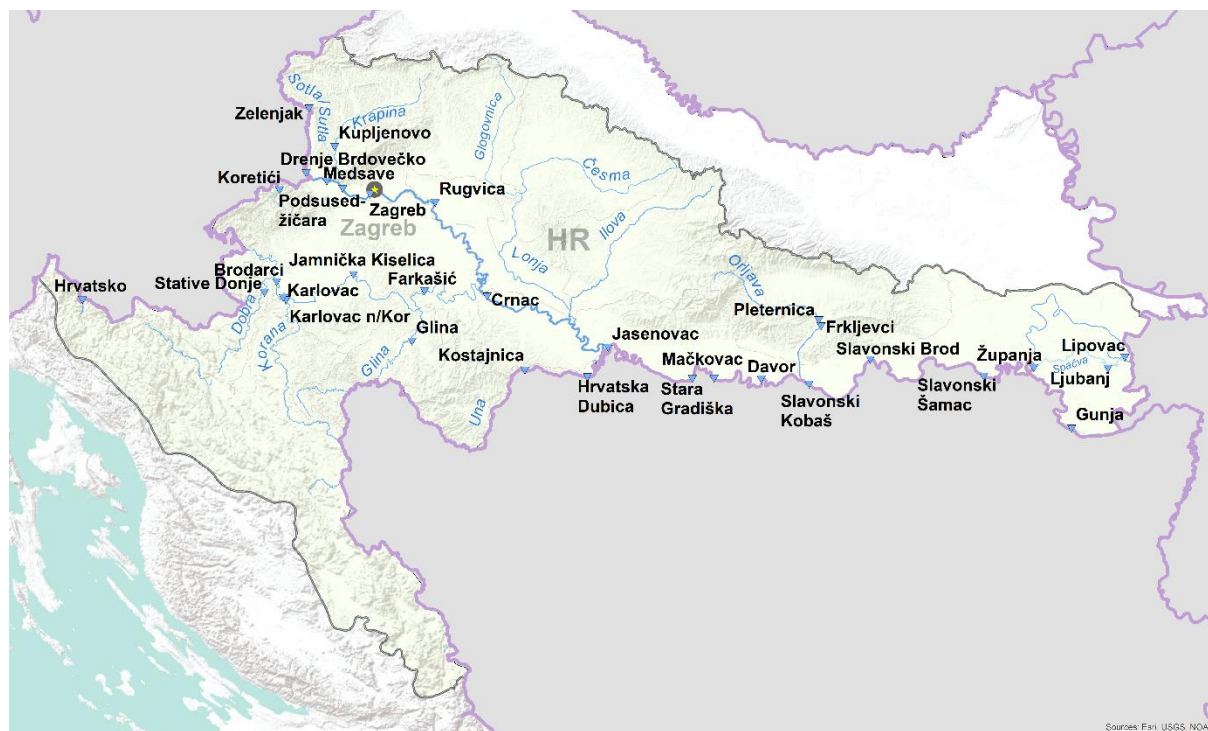 Sotla/Sutla
Zelenjak
Krapina
Glogovnica
Kupljenovo
Drenje Brdovečko
Česma
Koretići
Medsave
Rugvica
Podsused-
žičara
Zagreb
Zagreb
HR
Ilova
Lonja
Jamnička Kiselica
Brodarci
Farkašić
Stative Donje
Orljava
Hrvatsko
Karlovac
Crnac
Dobra
Karlovac n/Kor
Pleternica
Korana
Glina
Frkljevci
Jasenovac
Glina
Kostajnica
Mačkovac
Slavonski Brod
Županja
Lipovac
Spačva
Davor
Ljubanj
Hrvatska
Dubica
Stara
Gradiška
Slavonski
Kobaš
Slavonski
Šamac
Una
Gunja
Sources: Esri, USGS, NOA